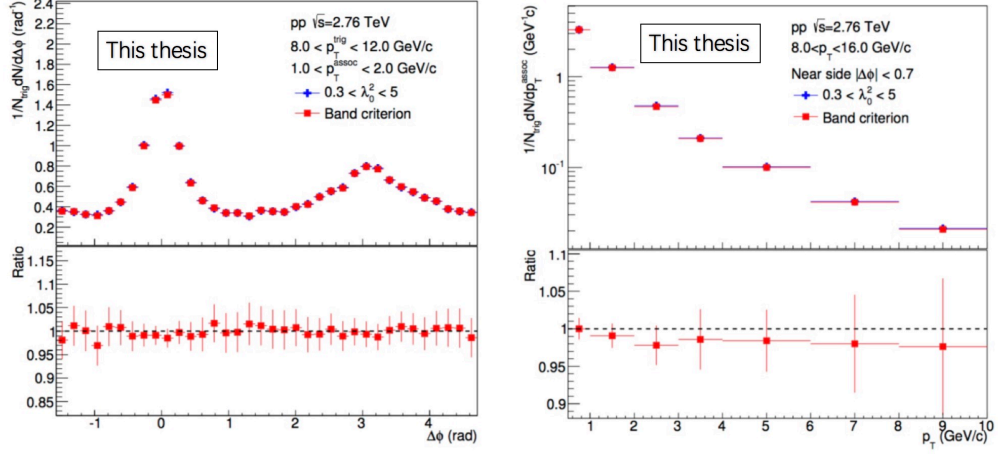 1/N_trig dN/dΔϕ (rad⁻¹)
2.4
2.2
2
1.8
1.6
1.4
1.2
1
0.8
0.6
0.4
0.2
This thesis
pp √s=2.76 TeV
8.0 < p_T^trig < 12.0 GeV/c
1.0 < p_T^assoc < 2.0 GeV/c
0.3 < λ₀² < 5
Band criterion
Ratio
1.15
1.1
1.05
1
0.95
0.9
0.85
-1 0 1 2 3 4
Δϕ (rad)
1/N_trig dN/dp_T^assoc (GeV⁻¹c)
1
10⁻¹
This thesis
pp √s=2.76 TeV
8.0<p_T<16.0 GeV/c
Near side |Δϕ| < 0.7
0.3 < λ₀² < 5
Band criterion
Ratio
1.1
1.05
1
0.95
0.9
1 2 3 4 5 6 7 8 9 10
p_T (GeV/c)